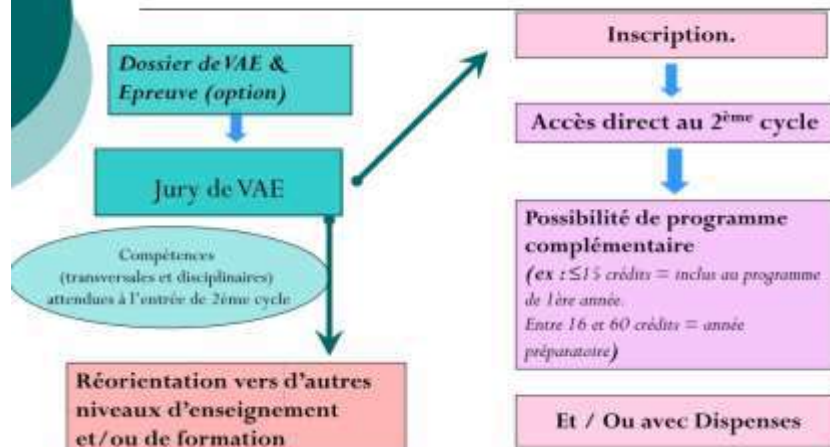 Dossier de VAE &
Epreuve (option)
Jury de VAE
Compétences
(transversales et disciplinaires)
attendues à l'entrée de 2ème cycle
Réorientation vers d'autres
niveaux d'enseignement
et/ou de formation
Inscription.
Accès direct au 2ème cycle
Possibilité de programme
complémentaire
(ex : ≤15 crédits = inclus au programme
de 1ère année.
Entre 16 et 60 crédits = année
préparatoire)
Et / Ou avec Dispenses